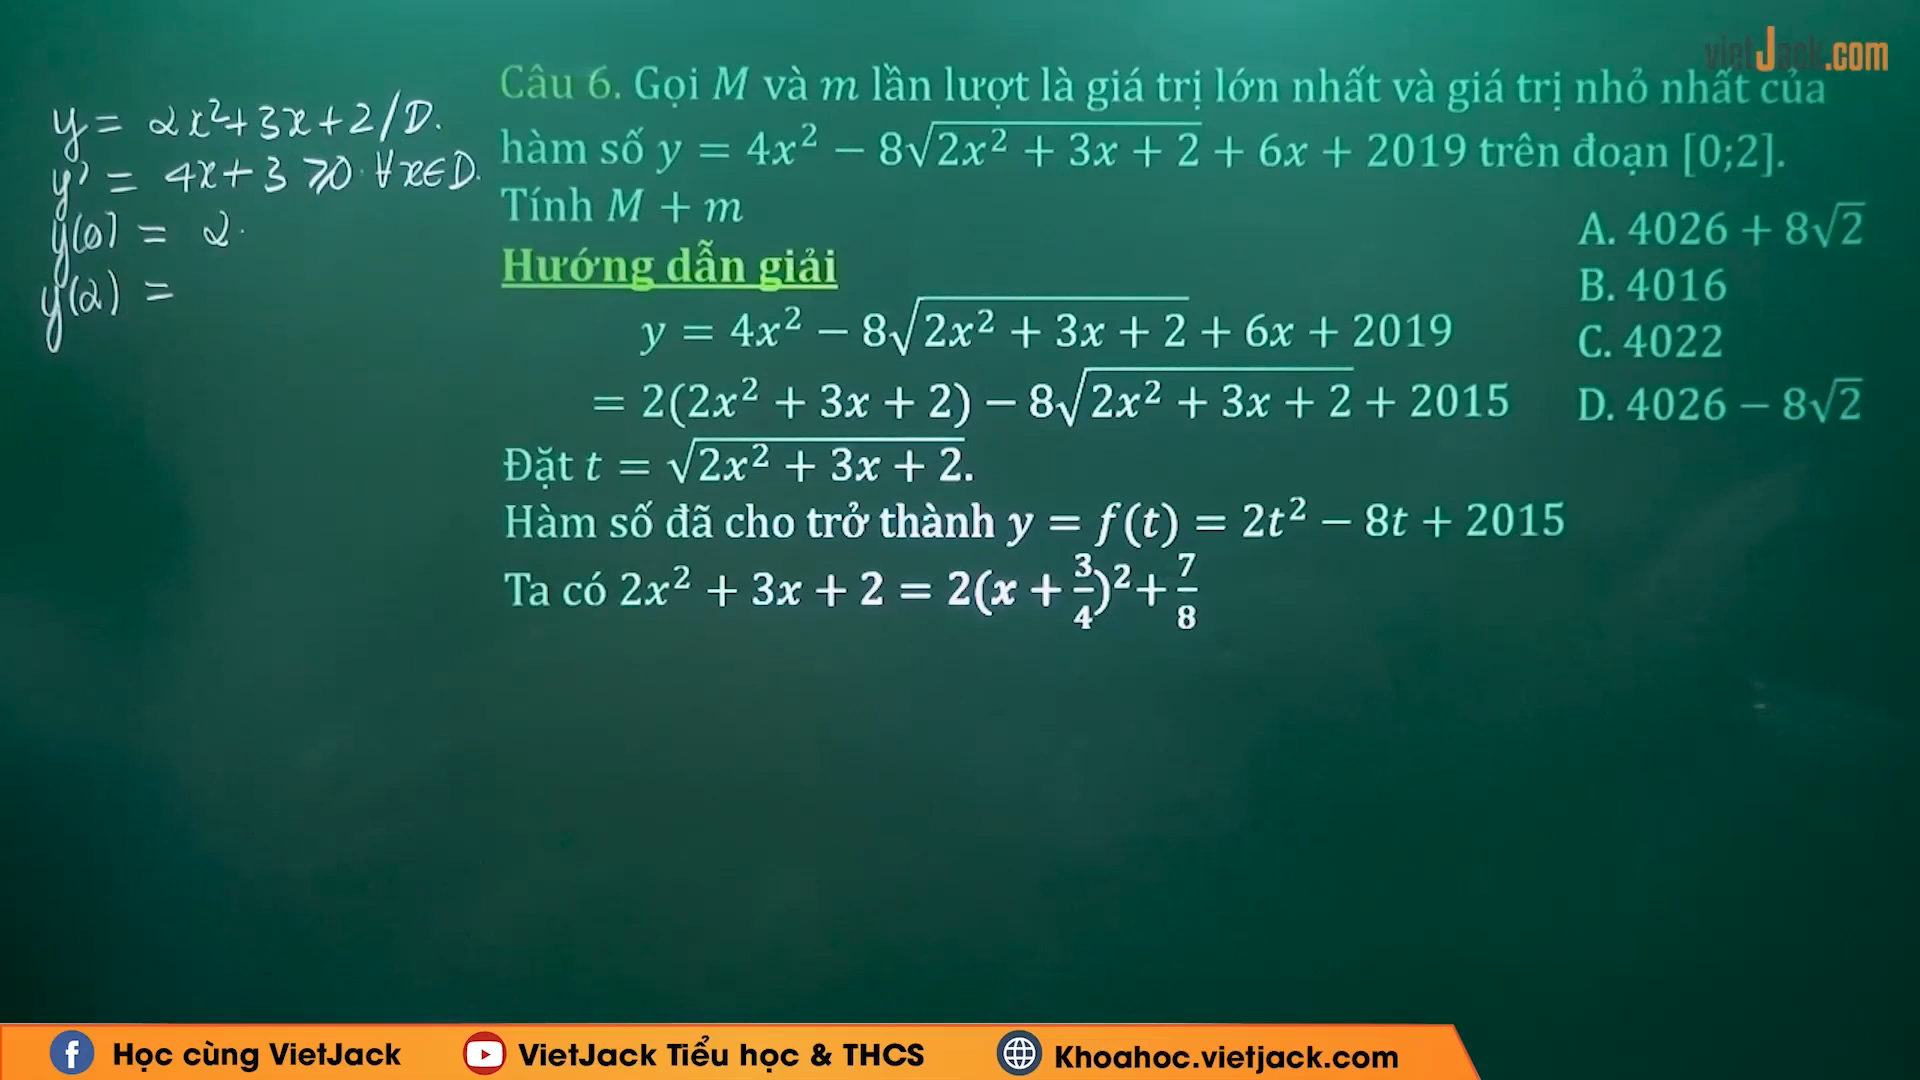 vietJack.com
Câu 6. Gọi M và m lần lượt là giá trị lớn nhất và giá trị nhỏ nhất của
hàm số y = 4x² − 8√(2x² + 3x + 2) + 6x + 2019 trên đoạn [0;2].
Tính M + m
A. 4026 + 8√2
B. 4016
C. 4022
D. 4026 − 8√2
Hướng dẫn giải
y = 4x² − 8√(2x² + 3x + 2) + 6x + 2019
= 2(2x² + 3x + 2) − 8√(2x² + 3x + 2) + 2015
Đặt t = √(2x² + 3x + 2).
Hàm số đã cho trở thành y = f(t) = 2t² − 8t + 2015
Ta có 2x² + 3x + 2 = 2(x + 3/4)² + 7/8
y = 2x² + 3x + 2 / D.
y' = 4x + 3 ⩾ 0 ∀x∈D.
y(0) = 2.
y(2) =
Học cùng VietJack
VietJack Tiểu học & THCS
Khoahoc.vietjack.com